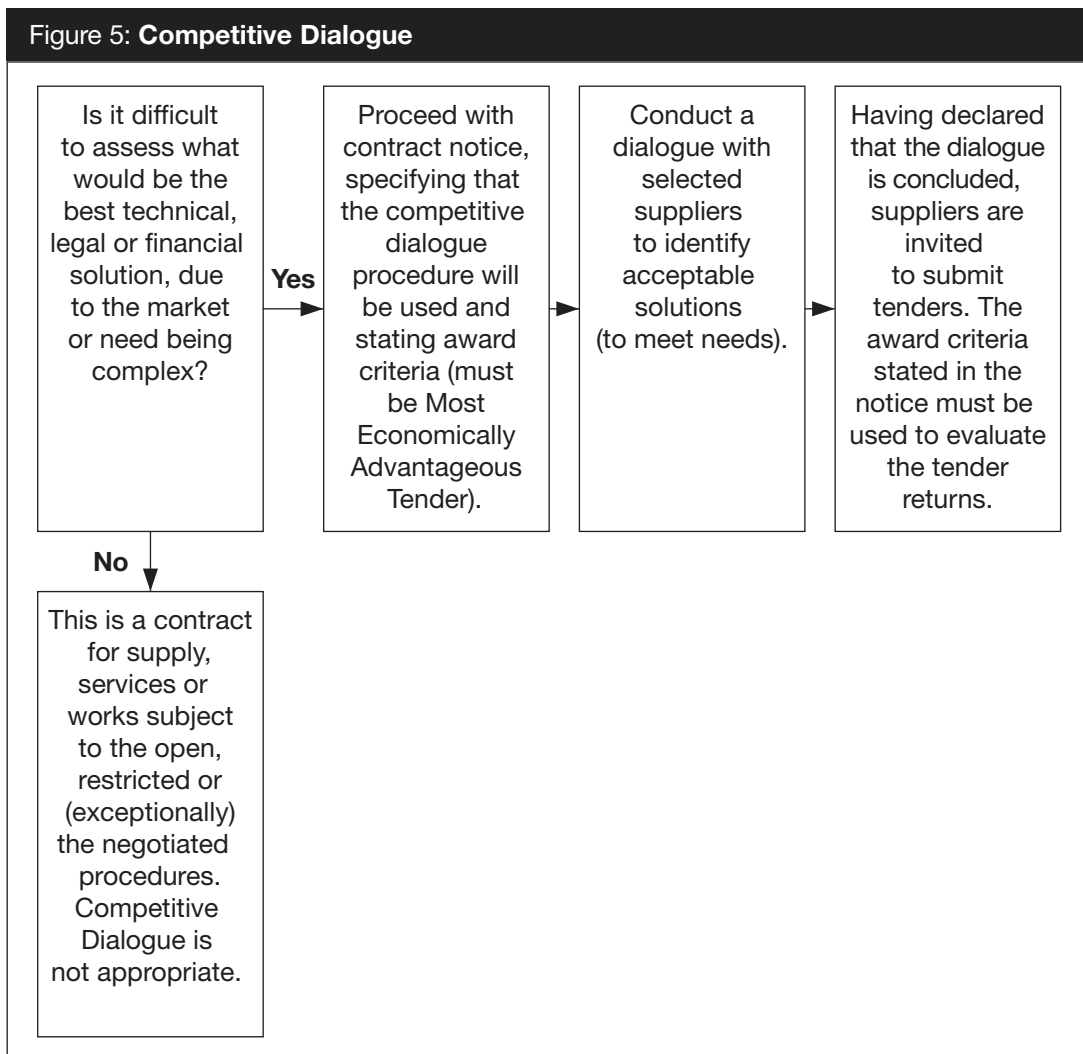 Figure 5: Competitive Dialogue
Is it difficult
to assess what
would be the
best technical,
legal or financial
solution, due
to the market
or need being
complex?
Yes
Proceed with
contract notice,
specifying that
the competitive
dialogue
procedure will
be used and
stating award
criteria (must
be Most
Economically
Advantageous
Tender).
Conduct a
dialogue with
selected
suppliers
to identify
acceptable
solutions
(to meet needs).
Having declared
that the dialogue
is concluded,
suppliers are
invited
to submit
tenders. The
award criteria
stated in the
notice must be
used to evaluate
the tender
returns.
No
This is a contract
for supply,
services or
works subject
to the open,
restricted or
(exceptionally)
the negotiated
procedures.
Competitive
Dialogue is
not appropriate.